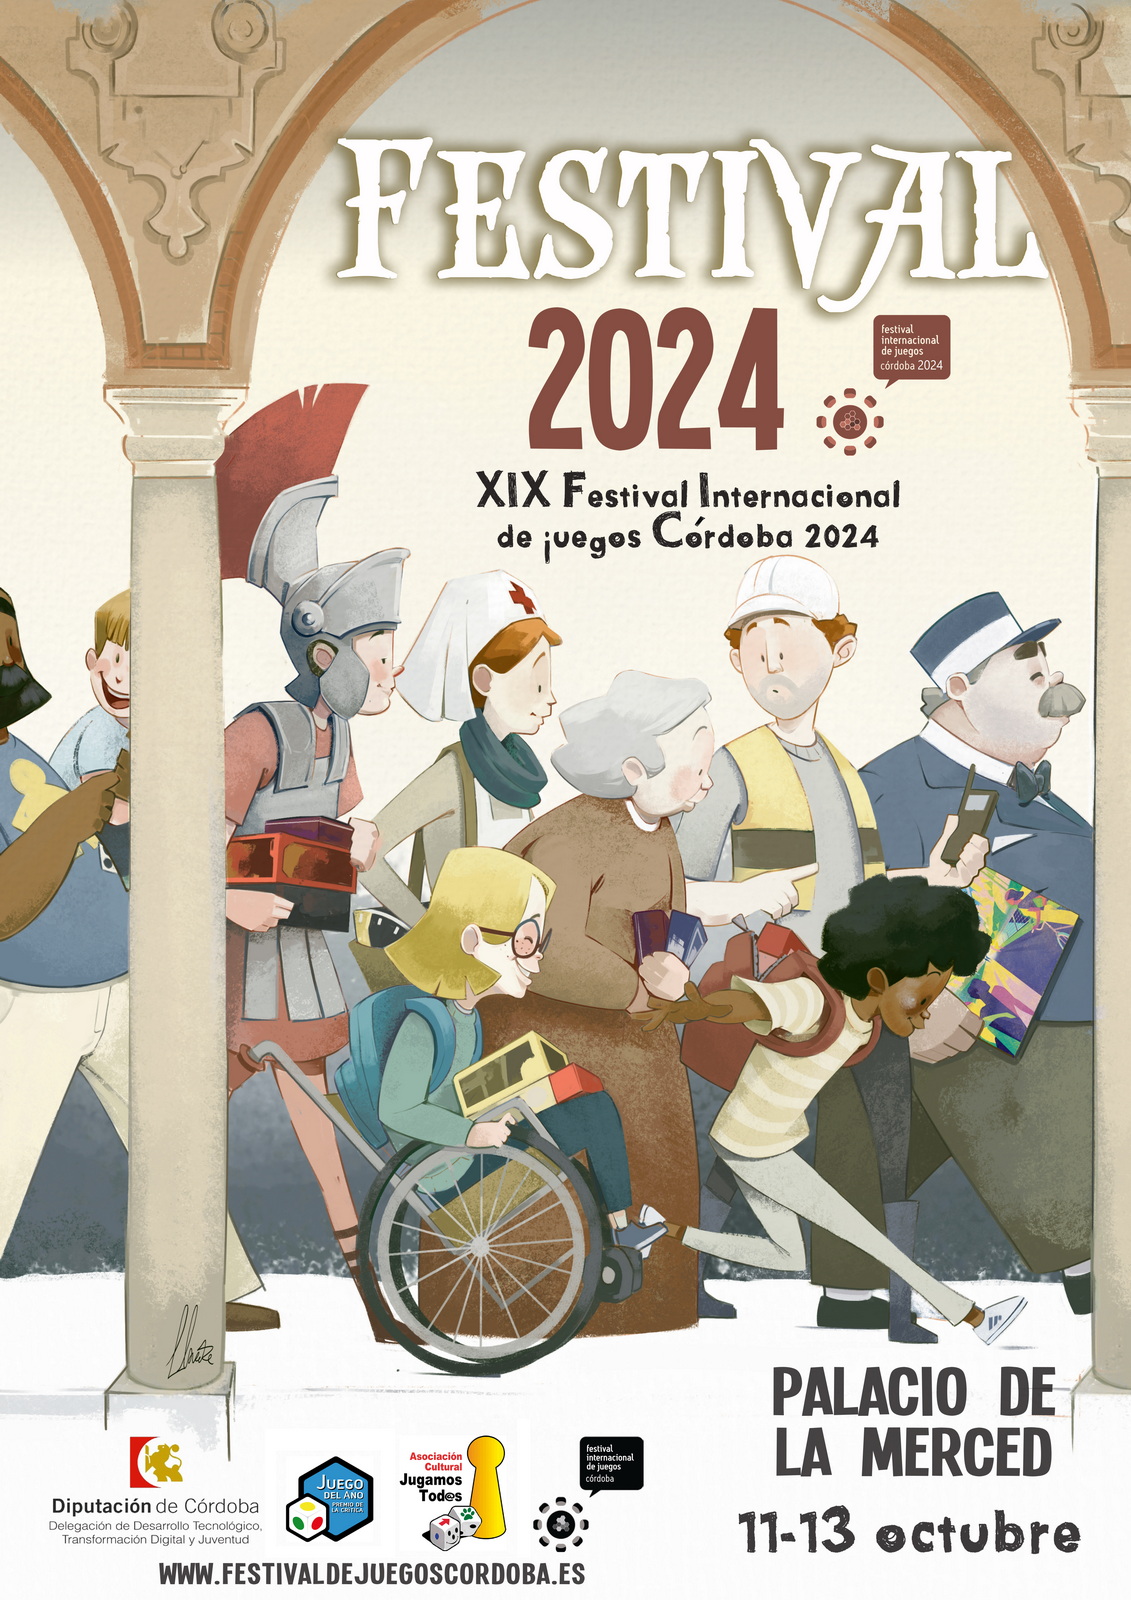 FESTIVAL
2024
festival
internacional
de juegos
córdoba 2024
XIX Festival Internacional
de juegos Córdoba 2024
PALACIO DE
LA MERCED
11-13 octubre
Diputación de Córdoba
Delegación de Desarrollo Tecnológico,
Transformación Digital y Juventud
JUEGO
DEL AÑO
PREMIO DE
LA CRÍTICA
Asociación
Cultural
Jugamos
Tod@s
festival
internacional
de juegos
córdoba
WWW.FESTIVALDEJUEGOSCORDOBA.ES